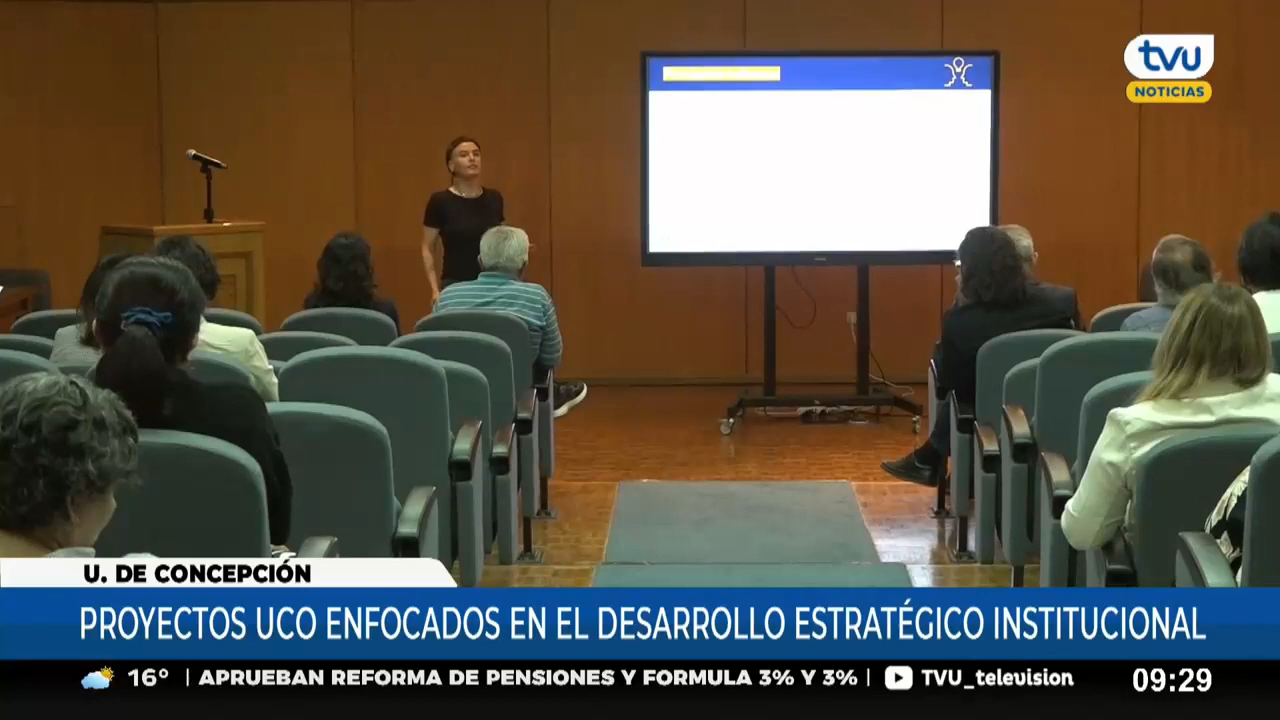 tvu
NOTICIAS
U. DE CONCEPCIÓN
PROYECTOS UCO ENFOCADOS EN EL DESARROLLO ESTRATÉGICO INSTITUCIONAL
16° | APRUEBAN REFORMA DE PENSIONES Y FORMULA 3% Y 3% | TVU_television
09:29